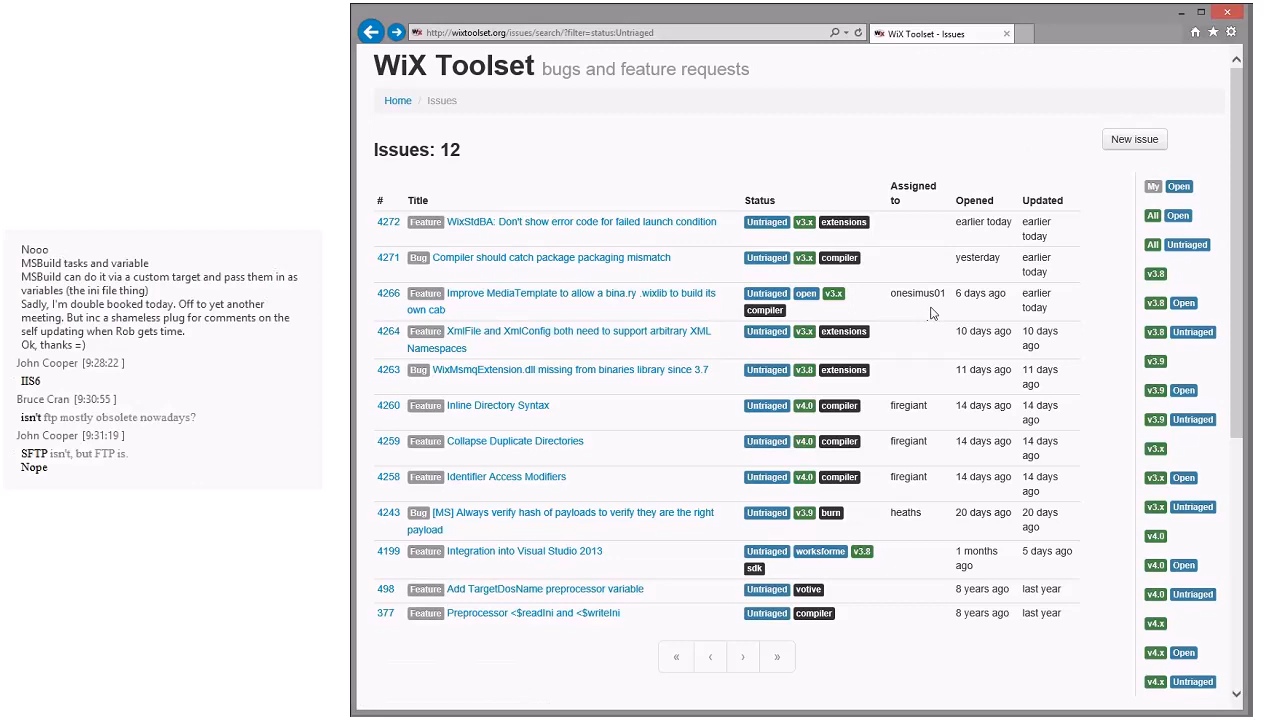 Nooo
MSBuild tasks and variable
MSBuild can do it via a custom target and pass them in as
variables (the ini file thing)
Sadly, I'm double booked today. Off to yet another
meeting. But inc a shameless plug for comments on the
self updating when Rob gets time.
Ok, thanks =)
John Cooper [9:28:22 ]
IIS6
Bruce Cran [9:30:55 ]
isn't ftp mostly obsolete nowadays?
John Cooper [9:31:19 ]
SFTP isn't, but FTP is.
Nope
http://wixtoolset.org/issues/search/?filter=status:Untriaged
WiX Toolset - Issues
WiX Toolset bugs and feature requests
Home / Issues
New issue
Issues: 12
# Title Status Assigned to Opened Updated
4272 Feature WixStdBA: Don't show error code for failed launch condition Untriaged v3.x extensions earlier today earlier
today
4271 Bug Compiler should catch package packaging mismatch Untriaged v3.x compiler yesterday earlier
today
4266 Feature Improve MediaTemplate to allow a bina.ry .wixlib to build its Untriaged open v3.x onesimus01 6 days ago earlier
own cab compiler today
4264 Feature XmlFile and XmlConfig both need to support arbitrary XML Untriaged v3.x extensions 10 days ago 10 days
Namespaces ago
4263 Bug WixMsmqExtension.dll missing from binaries library since 3.7 Untriaged v3.8 extensions 11 days ago 11 days
ago
4260 Feature Inline Directory Syntax Untriaged v4.0 compiler firegiant 14 days ago 14 days
ago
4259 Feature Collapse Duplicate Directories Untriaged v4.0 compiler firegiant 14 days ago 14 days
ago
4258 Feature Identifier Access Modifiers Untriaged v4.0 compiler firegiant 14 days ago 14 days
ago
4243 Bug [MS] Always verify hash of payloads to verify they are the right Untriaged v3.9 burn heaths 20 days ago 20 days
payload ago
4199 Feature Integration into Visual Studio 2013 Untriaged worksforme v3.8 1 months 5 days ago
sdk ago
498 Feature Add TargetDosName preprocessor variable Untriaged votive 8 years ago last year
377 Feature Preprocessor <$readIni and <$writeIni Untriaged compiler 8 years ago last year
« ‹ › »
My Open
All Open
All Untriaged
v3.8
v3.8 Open
v3.8 Untriaged
v3.9
v3.9 Open
v3.9 Untriaged
v3.x
v3.x Open
v3.x Untriaged
v4.0
v4.0 Open
v4.0 Untriaged
v4.x
v4.x Open
v4.x Untriaged